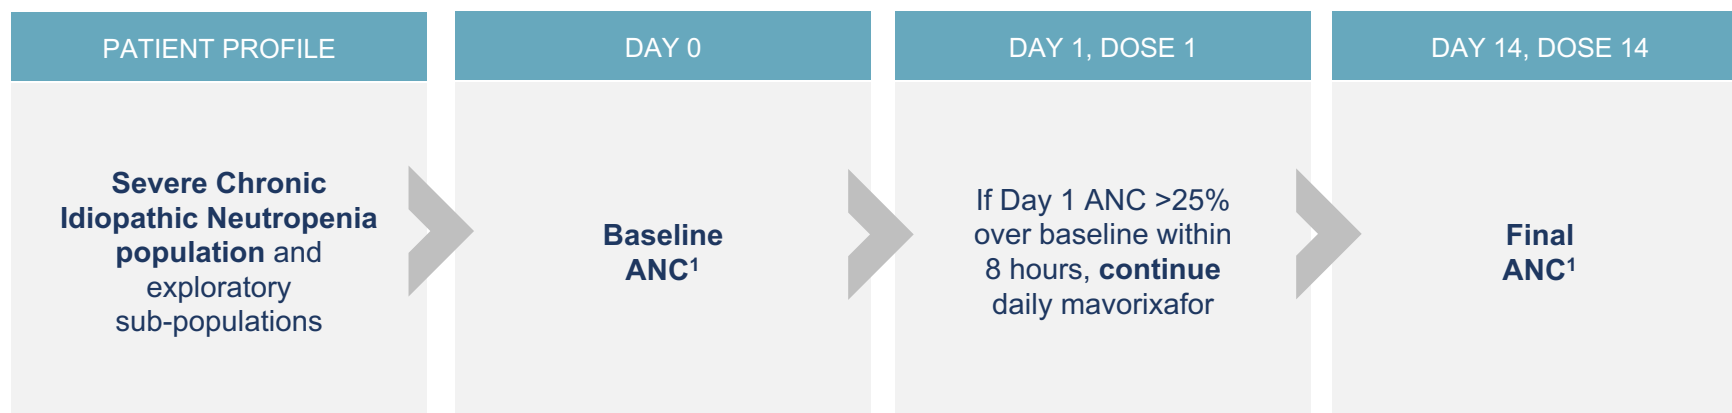 PATIENT PROFILE
Severe Chronic
Idiopathic Neutropenia
population and
exploratory
sub-populations
DAY 0
Baseline
ANC¹
DAY 1, DOSE 1
If Day 1 ANC >25%
over baseline within
8 hours, continue
daily mavorixafor
DAY 14, DOSE 14
Final
ANC¹